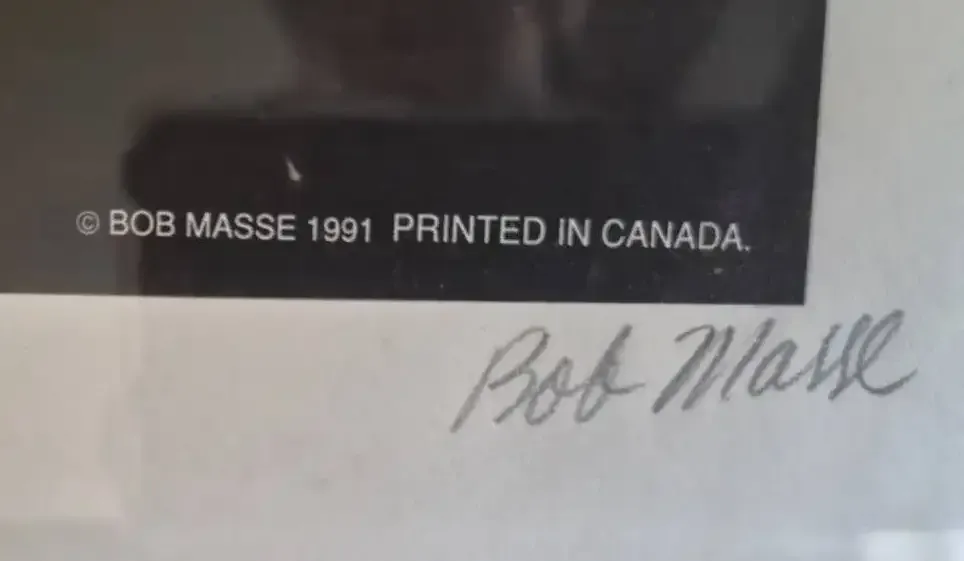 © BOB MASSE 1991 PRINTED IN CANADA.
Bob Masse